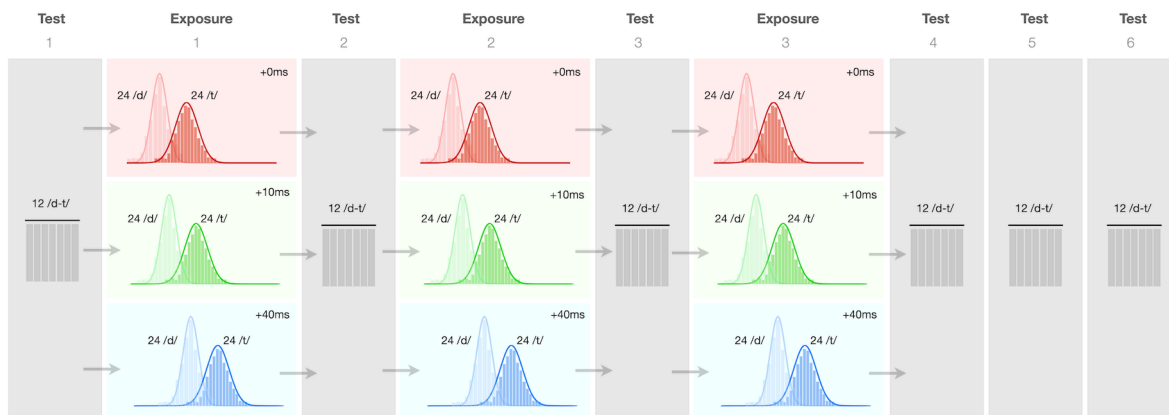 Test Exposure Test Exposure Test Exposure Test Test Test
1 1 2 2 3 3 4 5 6
+0ms +0ms +0ms
24 /d/ 24 /t/ 24 /d/ 24 /t/ 24 /d/ 24 /t/
+10ms +10ms +10ms
12 /d-t/ 24 /d/ 24 /t/ 12 /d-t/ 24 /d/ 24 /t/ 12 /d-t/ 24 /d/ 24 /t/ 12 /d-t/ 12 /d-t/ 12 /d-t/
+40ms +40ms +40ms
24 /d/ 24 /t/ 24 /d/ 24 /t/ 24 /d/ 24 /t/